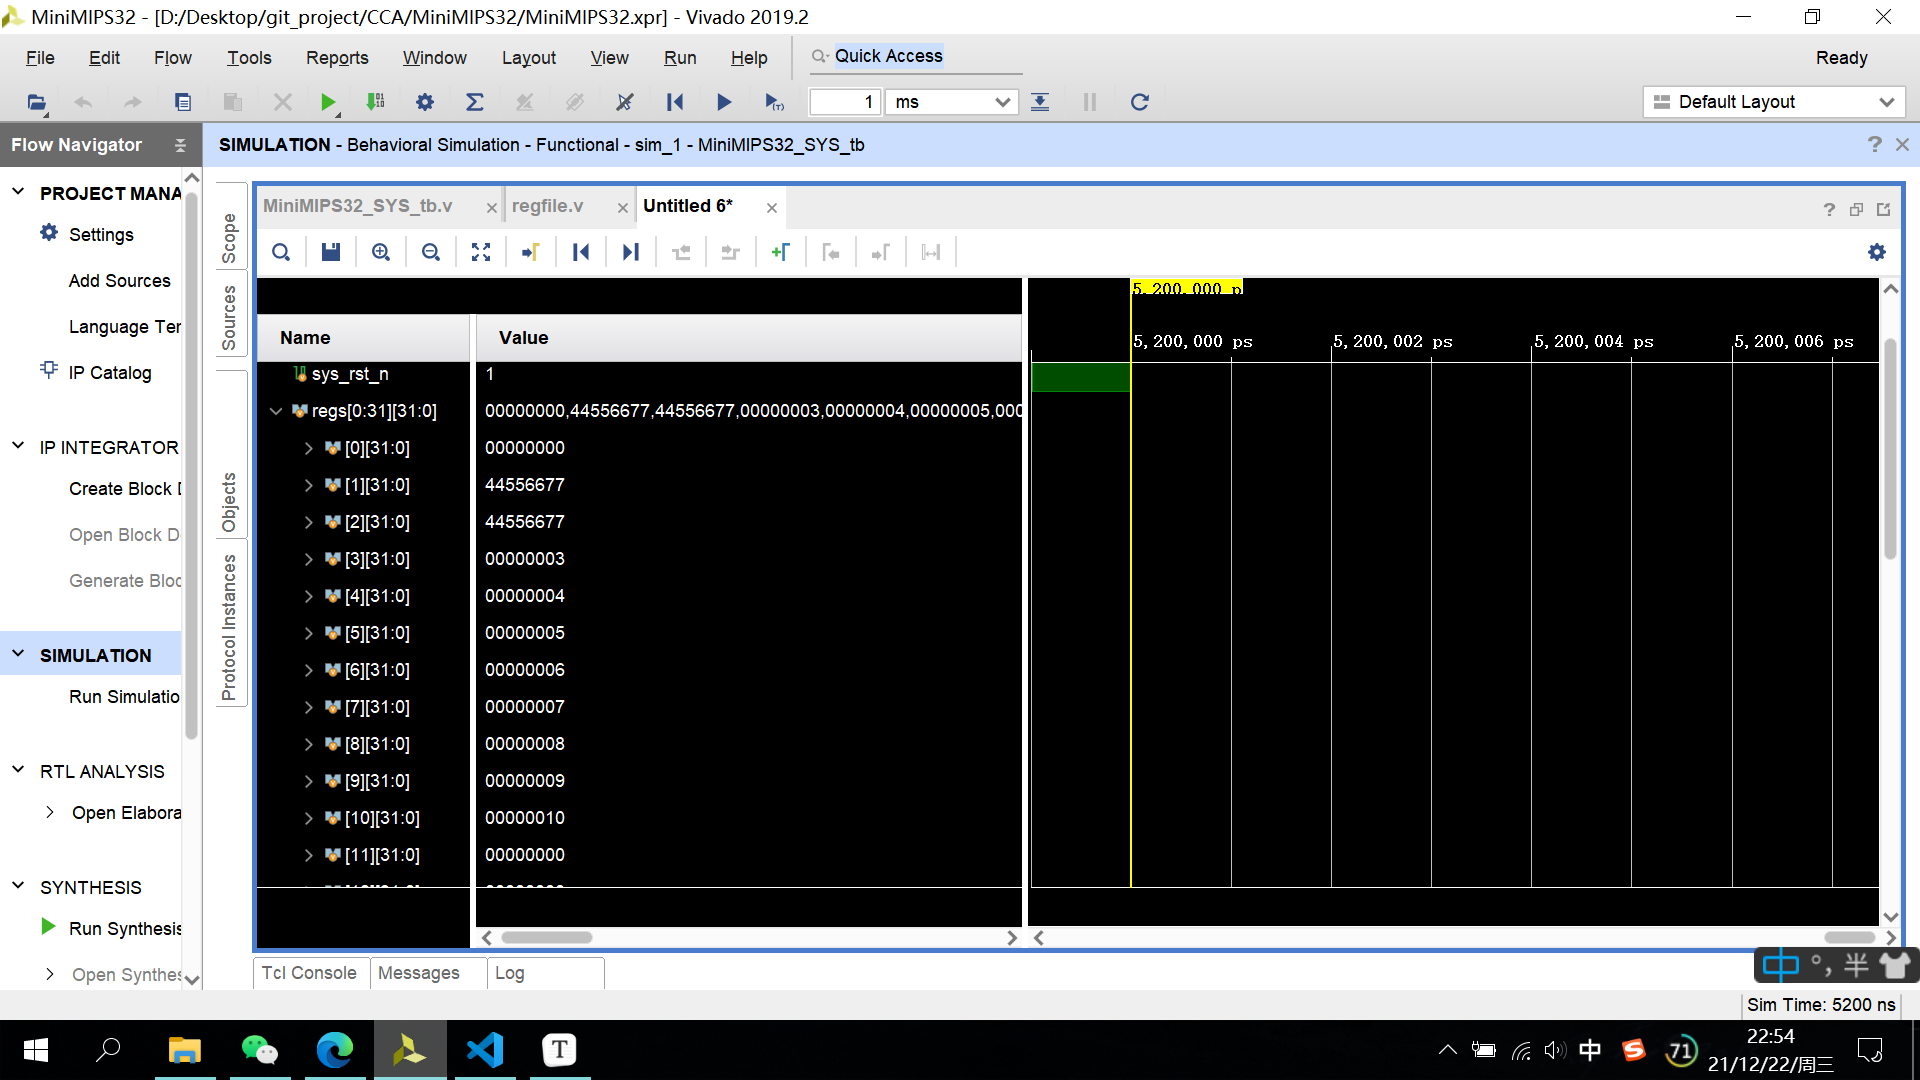 MiniMIPS32 - [D:/Desktop/git_project/CCA/MiniMIPS32/MiniMIPS32.xpr] - Vivado 2019.2
File Edit Flow Tools Reports Window Layout View Run Help Quick Access Ready
1 ms Default Layout
Flow Navigator
SIMULATION - Behavioral Simulation - Functional - sim_1 - MiniMIPS32_SYS_tb
PROJECT MANA
Settings
Add Sources
Language Ter
IP Catalog
IP INTEGRATOR
Create Block D
Open Block D
Generate Bloc
SIMULATION
Run Simulatio
RTL ANALYSIS
Open Elabora
SYNTHESIS
Run Synthesis
Open Synthes
Scope
Sources
Objects
Protocol Instances
MiniMIPS32_SYS_tb.v regfile.v Untitled 6*
Name Value
sys_rst_n 1
regs[0:31][31:0] 00000000,44556677,44556677,00000003,00000004,00000005,000
[0][31:0] 00000000
[1][31:0] 44556677
[2][31:0] 44556677
[3][31:0] 00000003
[4][31:0] 00000004
[5][31:0] 00000005
[6][31:0] 00000006
[7][31:0] 00000007
[8][31:0] 00000008
[9][31:0] 00000009
[10][31:0] 00000010
[11][31:0] 00000000
5,200,000 p
5,200,000 ps 5,200,002 ps 5,200,004 ps 5,200,006 ps
Tcl Console Messages Log
中 °, 半
Sim Time: 5200 ns
T
中 S 71
22:54
21/12/22/周三